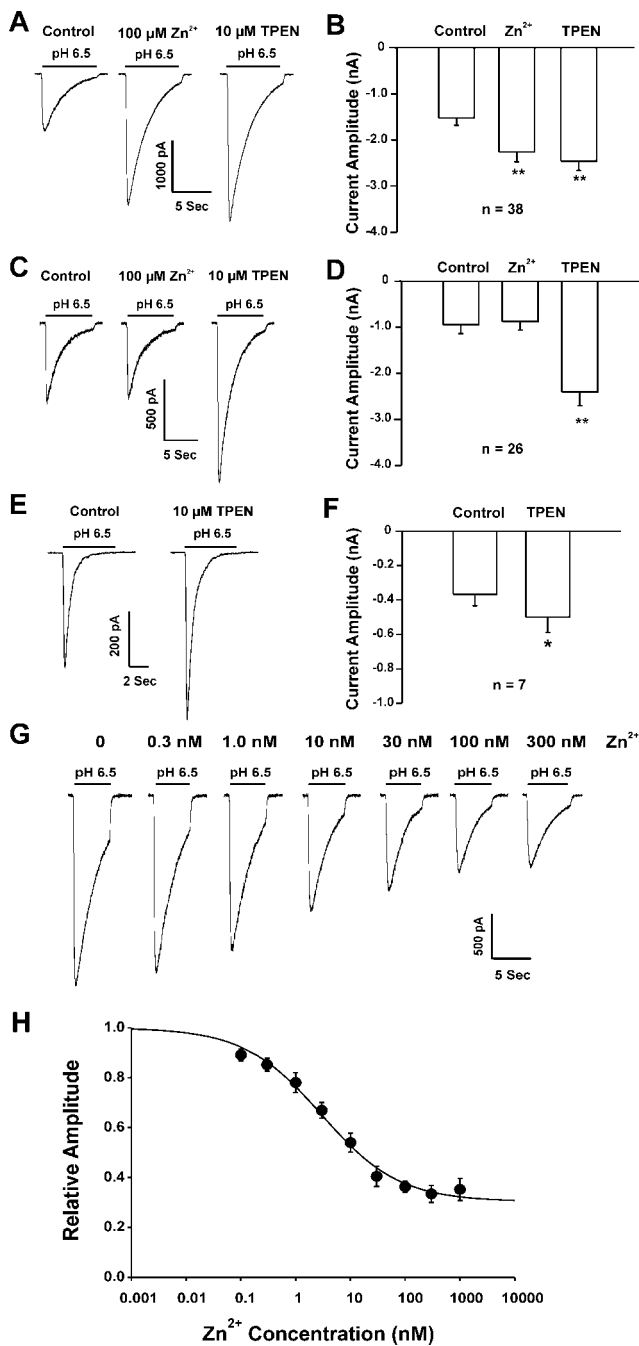 A
Control
100 µM Zn²⁺
10 µM TPEN
pH 6.5
pH 6.5
pH 6.5
1000 pA
5 Sec
B
Current Amplitude (nA)
Control
Zn²⁺
TPEN
0
-1.0
-2.0
-3.0
-4.0
**
**
n = 38
C
Control
100 µM Zn²⁺
10 µM TPEN
pH 6.5
pH 6.5
pH 6.5
500 pA
5 Sec
D
Current Amplitude (nA)
Control
Zn²⁺
TPEN
0
-1.0
-2.0
-3.0
-4.0
**
n = 26
E
Control
10 µM TPEN
pH 6.5
pH 6.5
200 pA
2 Sec
F
Current Amplitude (nA)
Control
TPEN
0
-0.2
-0.4
-0.6
-0.8
-1.0
*
n = 7
G
0 0.3 nM 1.0 nM 10 nM 30 nM 100 nM 300 nM Zn²⁺
pH 6.5 pH 6.5 pH 6.5 pH 6.5 pH 6.5 pH 6.5 pH 6.5
500 pA
5 Sec
H
Relative Amplitude
1.0
0.8
0.6
0.4
0.2
0.0
0.001 0.01 0.1 1 10 100 1000 10000
Zn²⁺ Concentration (nM)